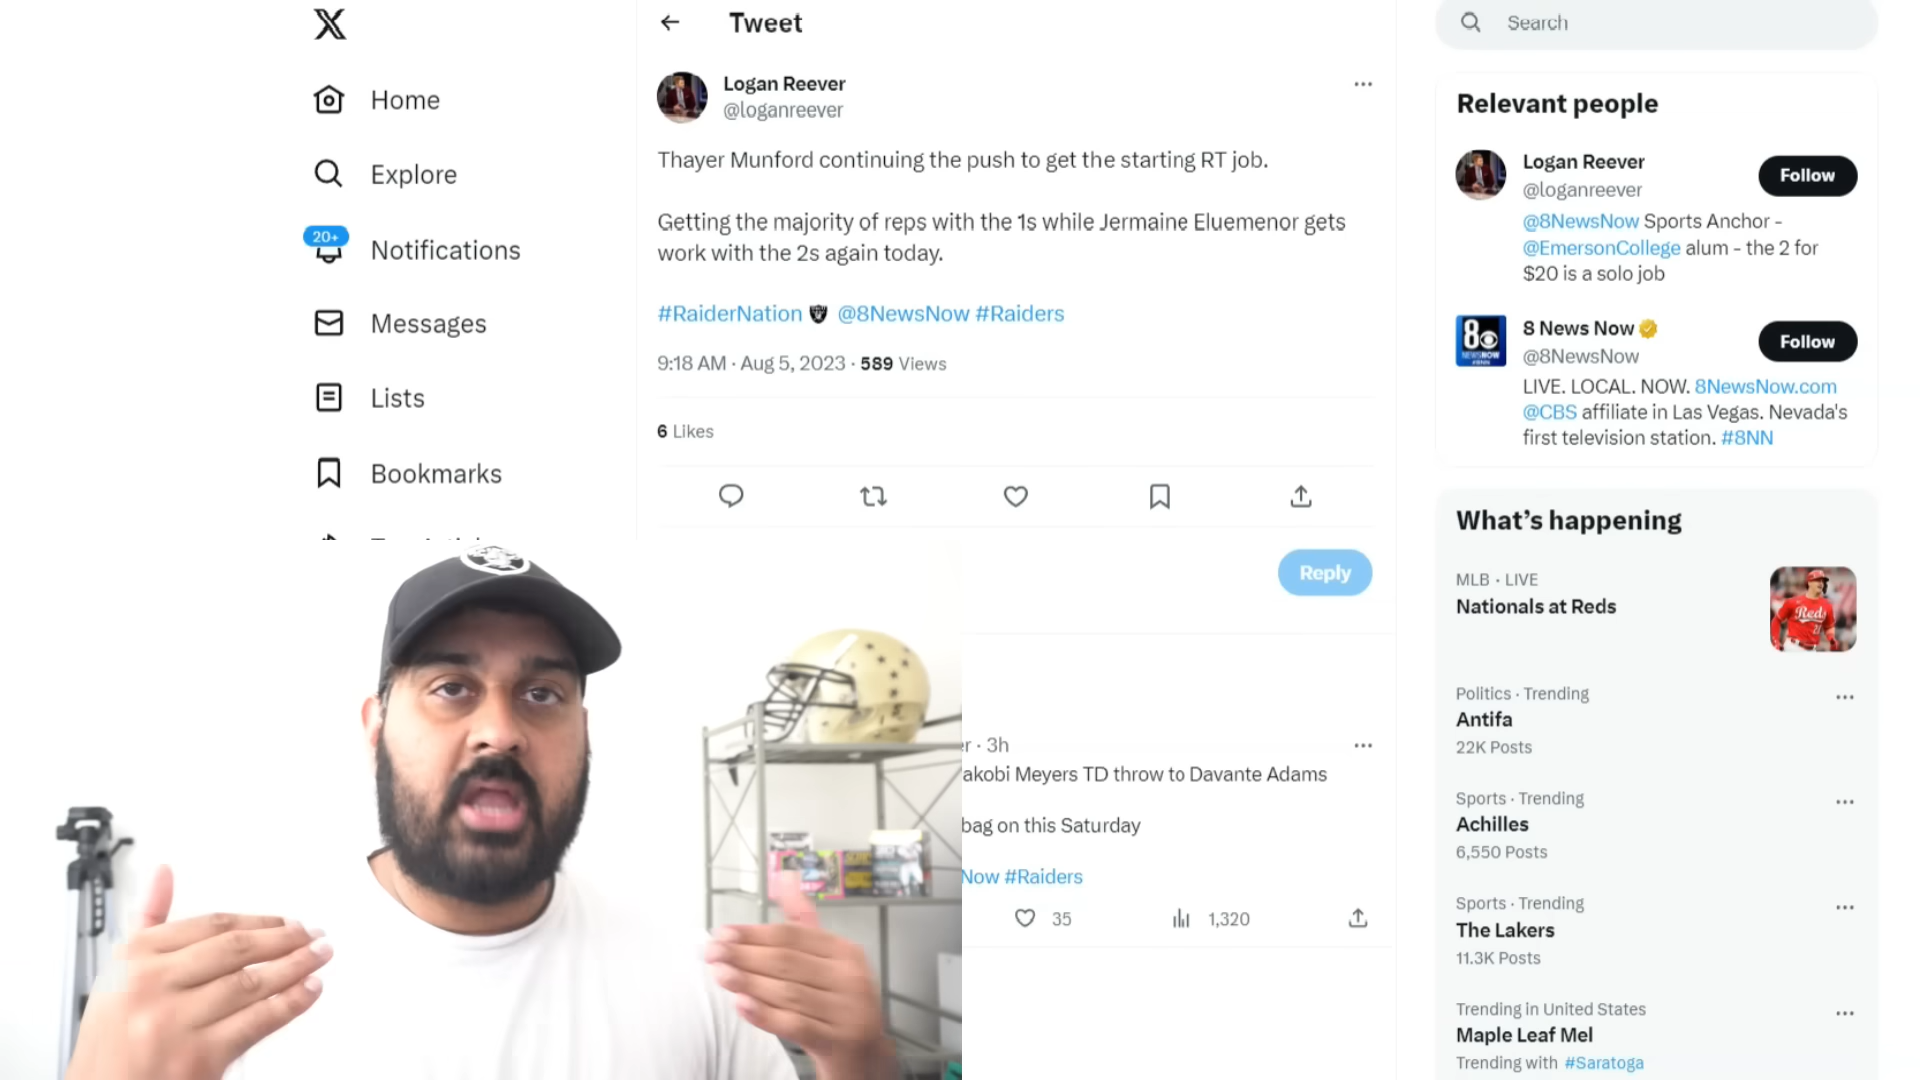 X
Home
Explore
20+
Notifications
Messages
Lists
Bookmarks
Tweet
Logan Reever
@loganreever
Thayer Munford continuing the push to get the starting RT job.
Getting the majority of reps with the 1s while Jermaine Eluemenor gets
work with the 2s again today.
#RaiderNation @8NewsNow #Raiders
9:18 AM · Aug 5, 2023 · 589 Views
6 Likes
Reply
· 3h
akobi Meyers TD throw to Davante Adams
bag on this Saturday
Now #Raiders
35
1,320
Search
Relevant people
Logan Reever
Follow
@loganreever
@8NewsNow Sports Anchor -
@EmersonCollege alum - the 2 for
$20 is a solo job
8 News Now
Follow
@8NewsNow
LIVE. LOCAL. NOW. 8NewsNow.com
@CBS affiliate in Las Vegas. Nevada's
first television station. #8NN
What's happening
MLB · LIVE
Nationals at Reds
Reds
Politics · Trending
Antifa
22K Posts
Sports · Trending
Achilles
6,550 Posts
Sports · Trending
The Lakers
11.3K Posts
Trending in United States
Maple Leaf Mel
Trending with #Saratoga